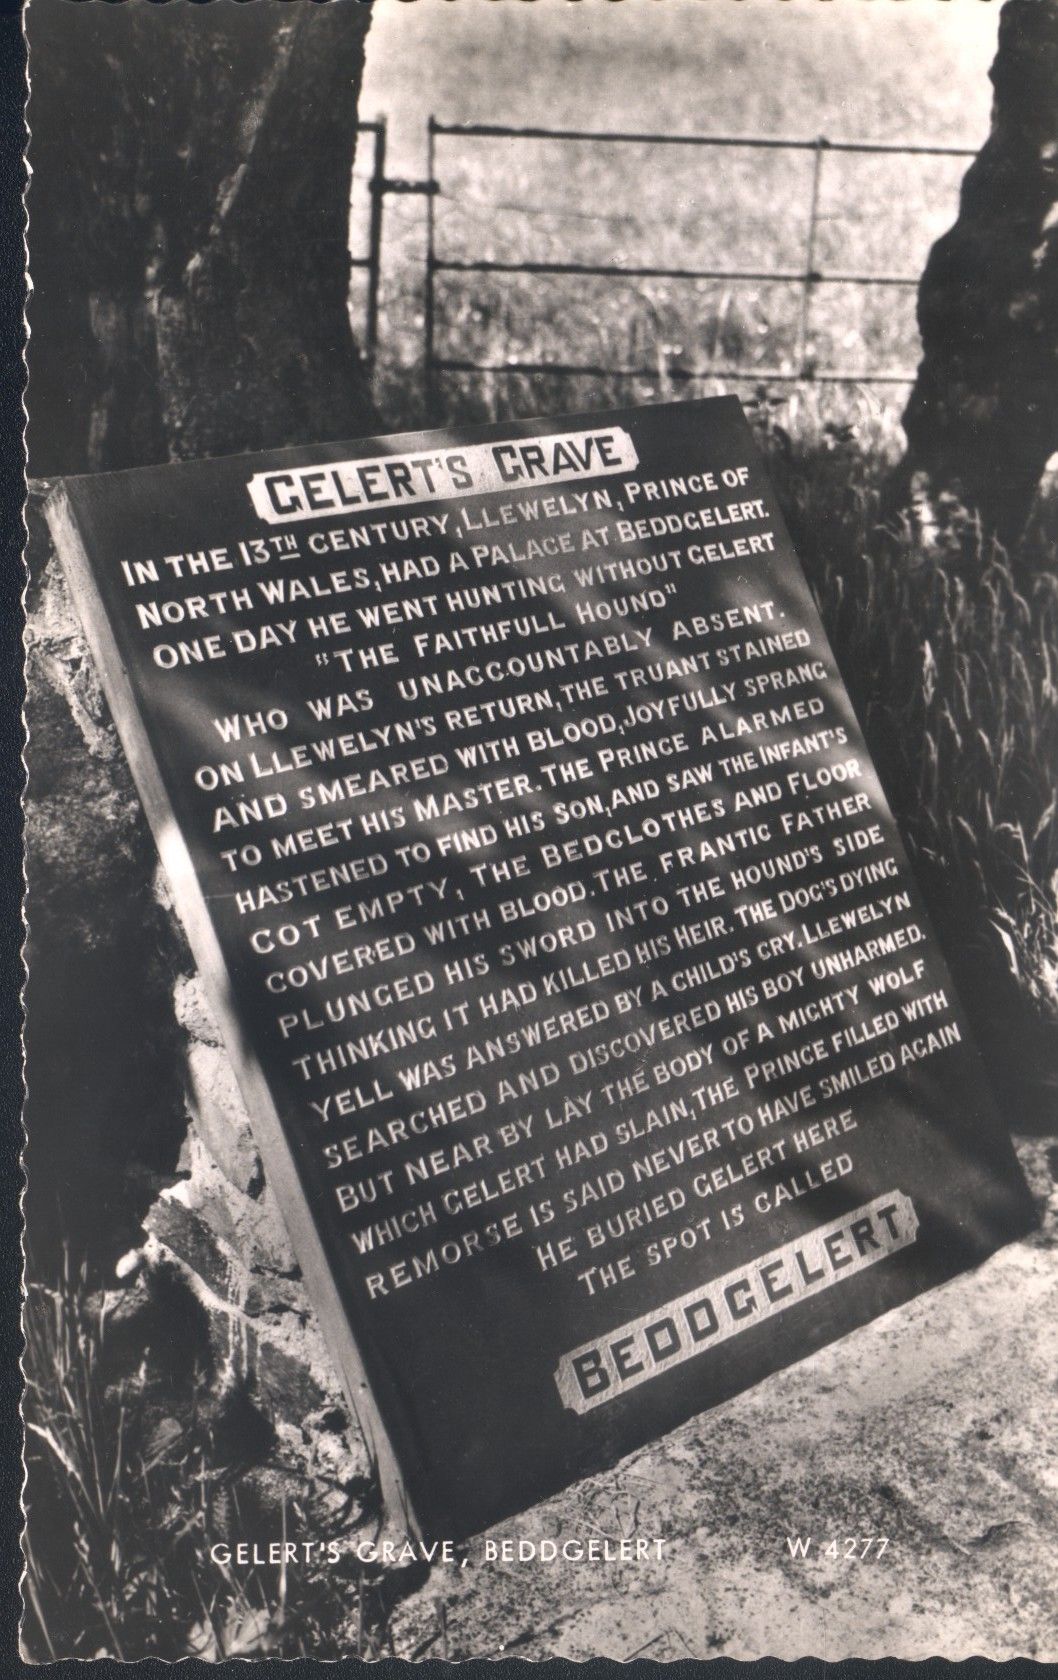 GELERT'S GRAVE
IN THE 13TH CENTURY, LLEWELYN, PRINCE OF
NORTH WALES, HAD A PALACE AT BEDDGELERT.
ONE DAY HE WENT HUNTING WITHOUT GELERT
"THE FAITHFULL HOUND"
WHO WAS UNACCOUNTABLY ABSENT.
ON LLEWELYN'S RETURN, THE TRUANT STAINED
AND SMEARED WITH BLOOD, JOYFULLY SPRANG
TO MEET HIS MASTER. THE PRINCE ALARMED
HASTENED TO FIND HIS SON, AND SAW THE INFANT'S
COT EMPTY, THE BEDCLOTHES AND FLOOR
COVERED WITH BLOOD. THE FRANTIC FATHER
PLUNGED HIS SWORD INTO THE HOUND'S SIDE
THINKING IT HAD KILLED HIS HEIR. THE DOG'S DYING
YELL WAS ANSWERED BY A CHILD'S CRY. LLEWELYN
SEARCHED AND DISCOVERED HIS BOY UNHARMED.
BUT NEAR BY LAY THE BODY OF A MIGHTY WOLF
WHICH GELERT HAD SLAIN, THE PRINCE FILLED WITH
REMORSE IS SAID NEVER TO HAVE SMILED AGAIN
HE BURIED GELERT HERE
THE SPOT IS CALLED
BEDDGELERT
GELERT'S GRAVE, BEDDGELERT W 4277